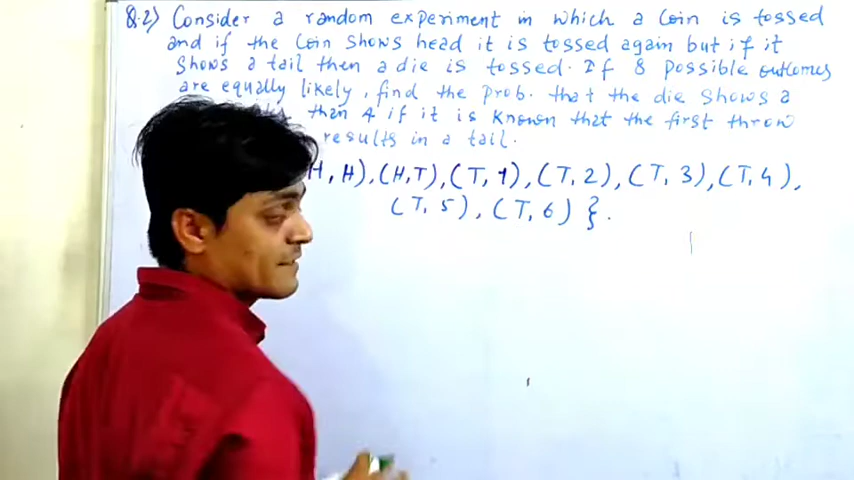 Q.2) Consider a random experiment in which a Coin is tossed
and if the Coin Shows head it is tossed again but if it
Shows a tail then a die is tossed. If 8 Possible outcomes
are equally likely, find the Prob. that the die Shows a
than 4 if it is Known that the first throw
results in a tail.
H, H), (H,T), (T, 1), (T, 2), (T, 3), (T, 4),
(T, 5), (T, 6) }.